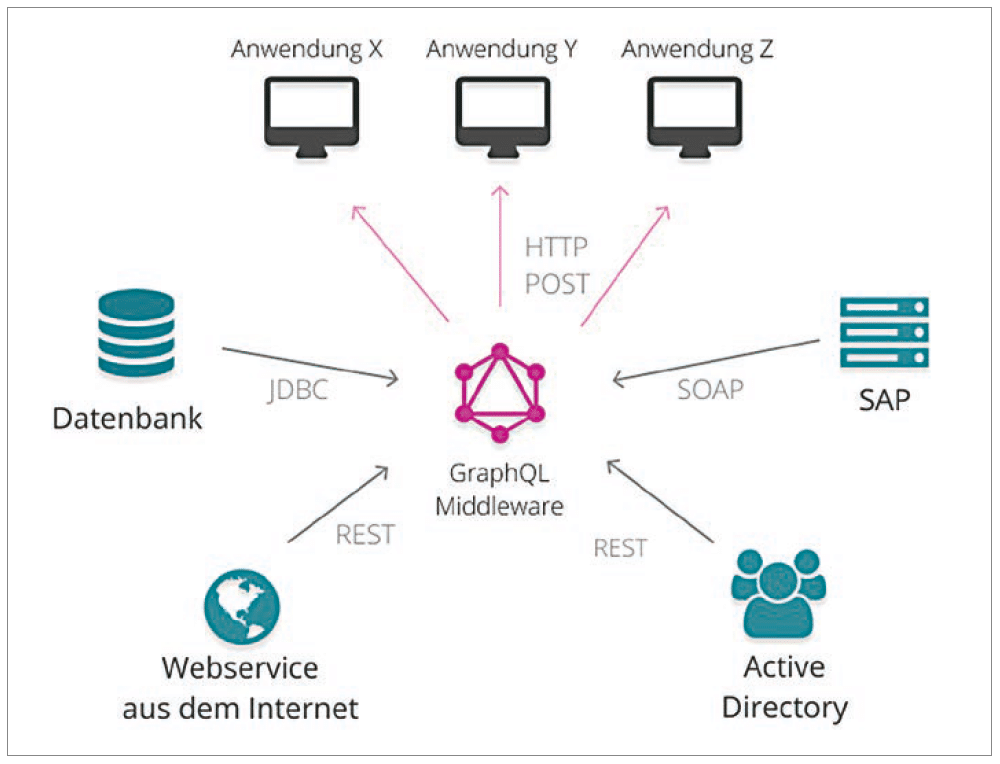 Anwendung X
Anwendung Y
Anwendung Z
HTTP
POST
JDBC
SOAP
Datenbank
SAP
GraphQL
Middleware
REST
REST
Webservice
aus dem Internet
Active
Directory